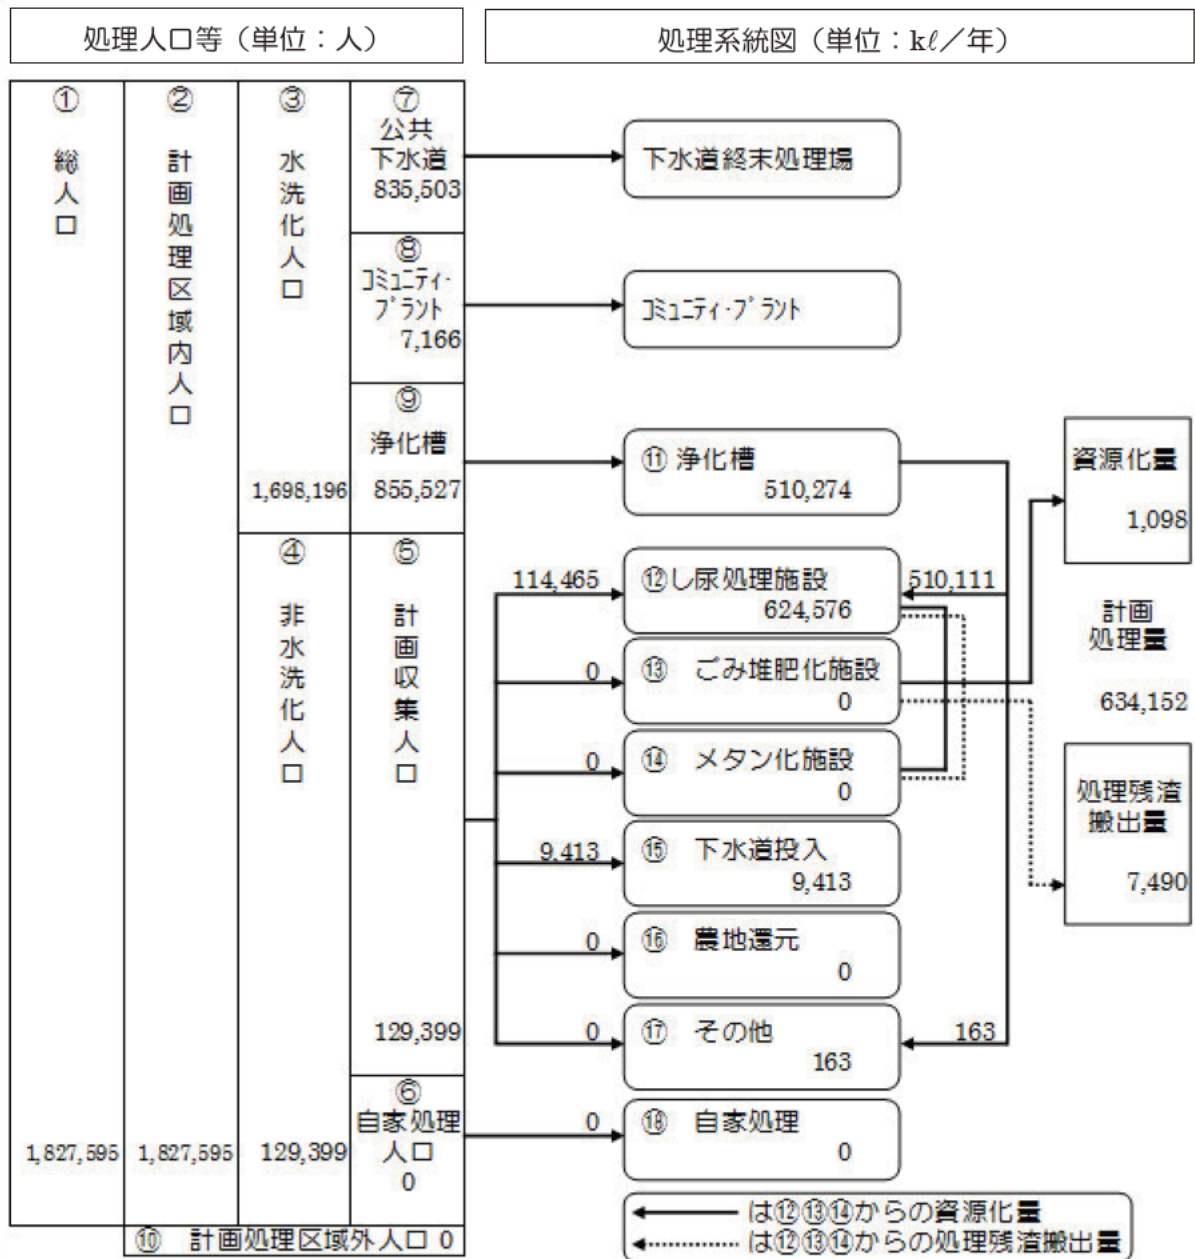 処理人口等（単位：人）
処理系統図（単位：kℓ／年）
①
総人口
1,827,595
②
計画処理区域内人口
1,827,595
③
水洗化人口
1,698,196
④
非水洗化人口
129,399
⑦
公共
下水道
835,503
⑧
ｺﾐｭﾆﾃｨ･
ﾌﾟﾗﾝﾄ
7,166
⑨
浄化槽
855,527
⑤
計画収集人口
129,399
⑥
自家処理
人口
0
⑩ 計画処理区域外人口 0
下水道終末処理場
ｺﾐｭﾆﾃｨ･ﾌﾟﾗﾝﾄ
⑪ 浄化槽
510,274
114,465
⑫し尿処理施設
624,576
510,111
0
⑬ ごみ堆肥化施設
0
0
⑭ メタン化施設
0
9,413
⑮ 下水道投入
9,413
0
⑯ 農地還元
0
0
⑰ その他
163
163
0
⑱ 自家処理
0
資源化量
1,098
計画
処理量
634,152
処理残渣
搬出量
7,490
は⑫⑬⑭からの資源化量
は⑫⑬⑭からの処理残渣搬出量